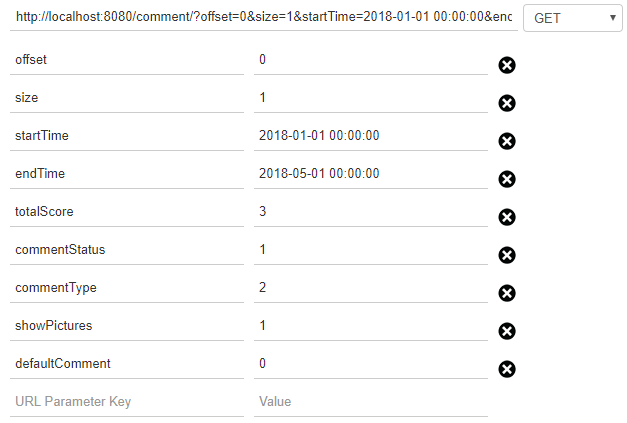 http://localhost:8080/comment/?offset=0&size=1&startTime=2018-01-01 00:00:00&enc GET
offset 0
size 1
startTime 2018-01-01 00:00:00
endTime 2018-05-01 00:00:00
totalScore 3
commentStatus 1
commentType 2
showPictures 1
defaultComment 0
URL Parameter Key Value